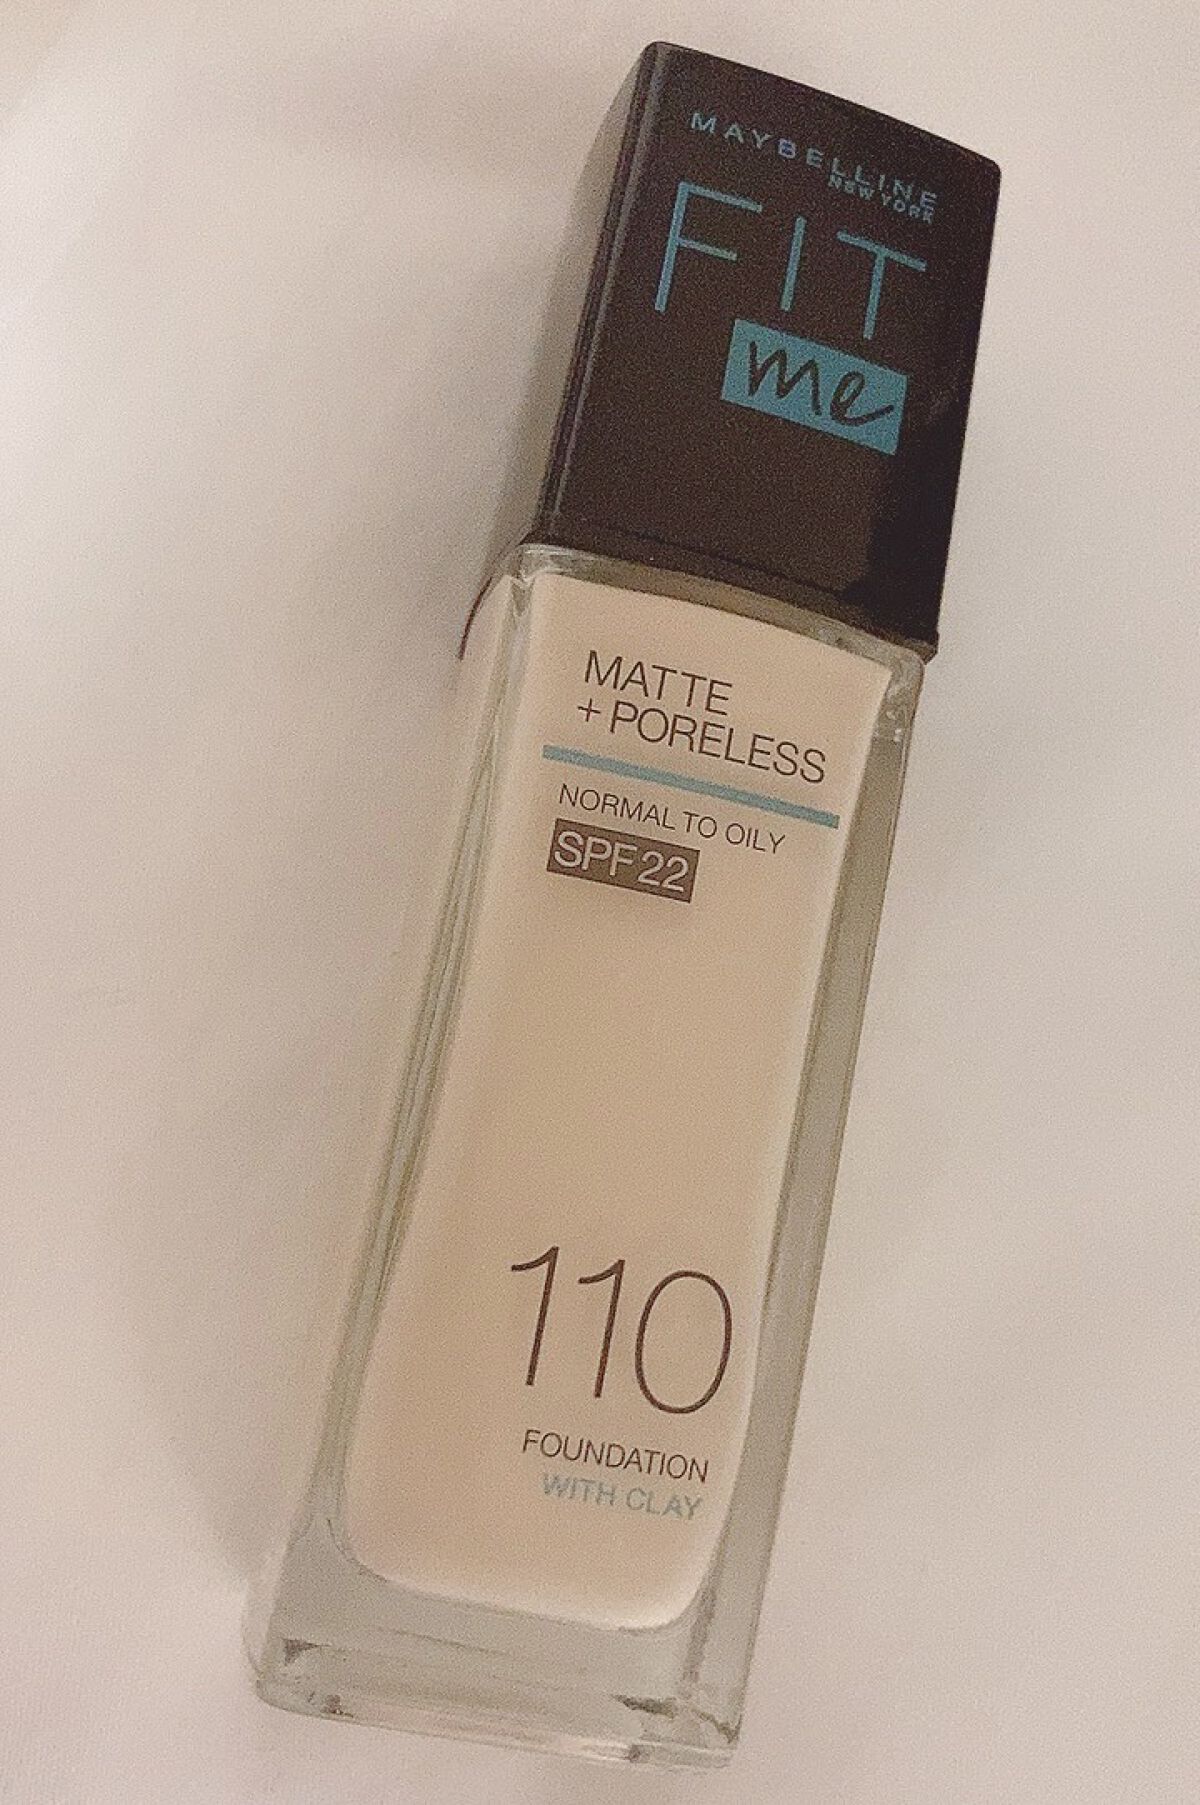 MAYBELLINE
NEW YORK
FIT
me
MATTE
+ PORELESS
NORMAL TO OILY
SPF 22
110
FOUNDATION
WITH CLAY